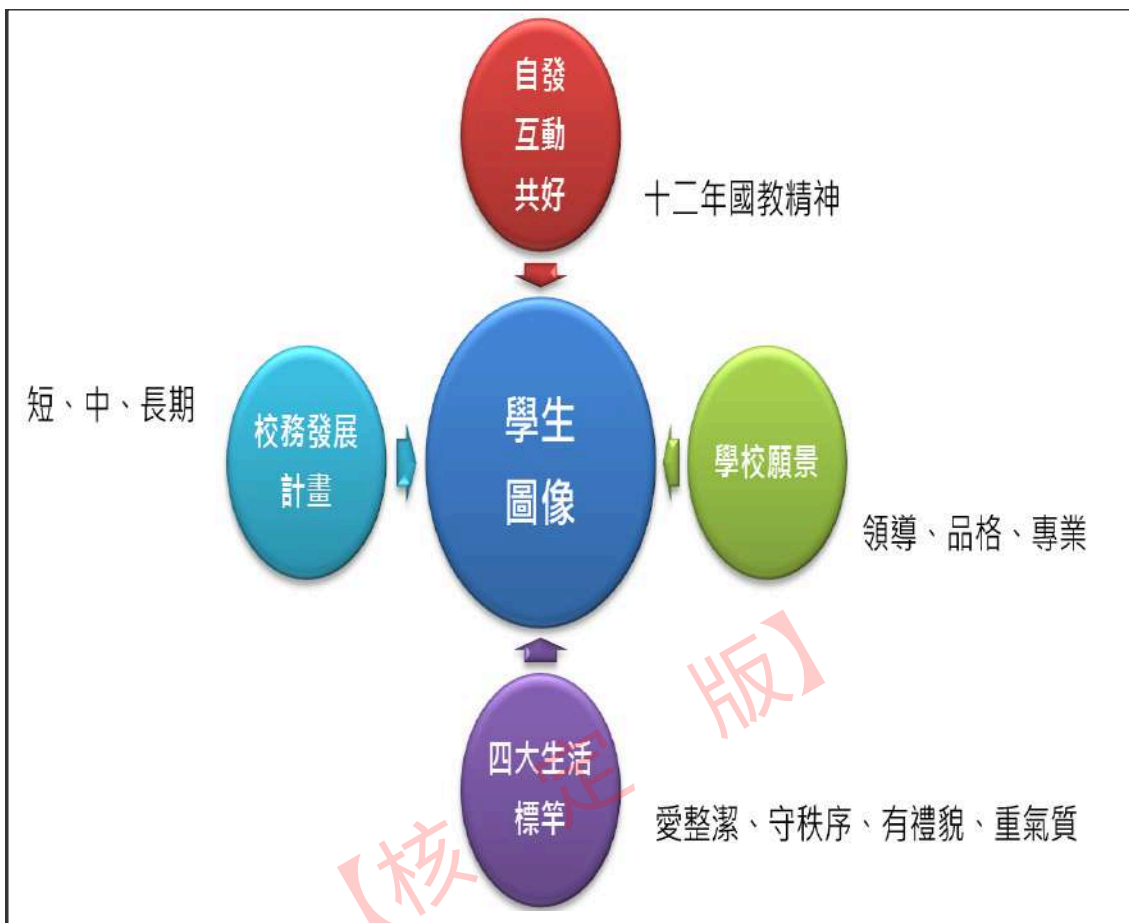 自發
互動
共好
十二年國教精神
短、中、長期
校務發展
計畫
學生
圖像
學校願景
領導、品格、專業
四大生活
標竿
愛整潔、守秩序、有禮貌、重氣質
【核定版】